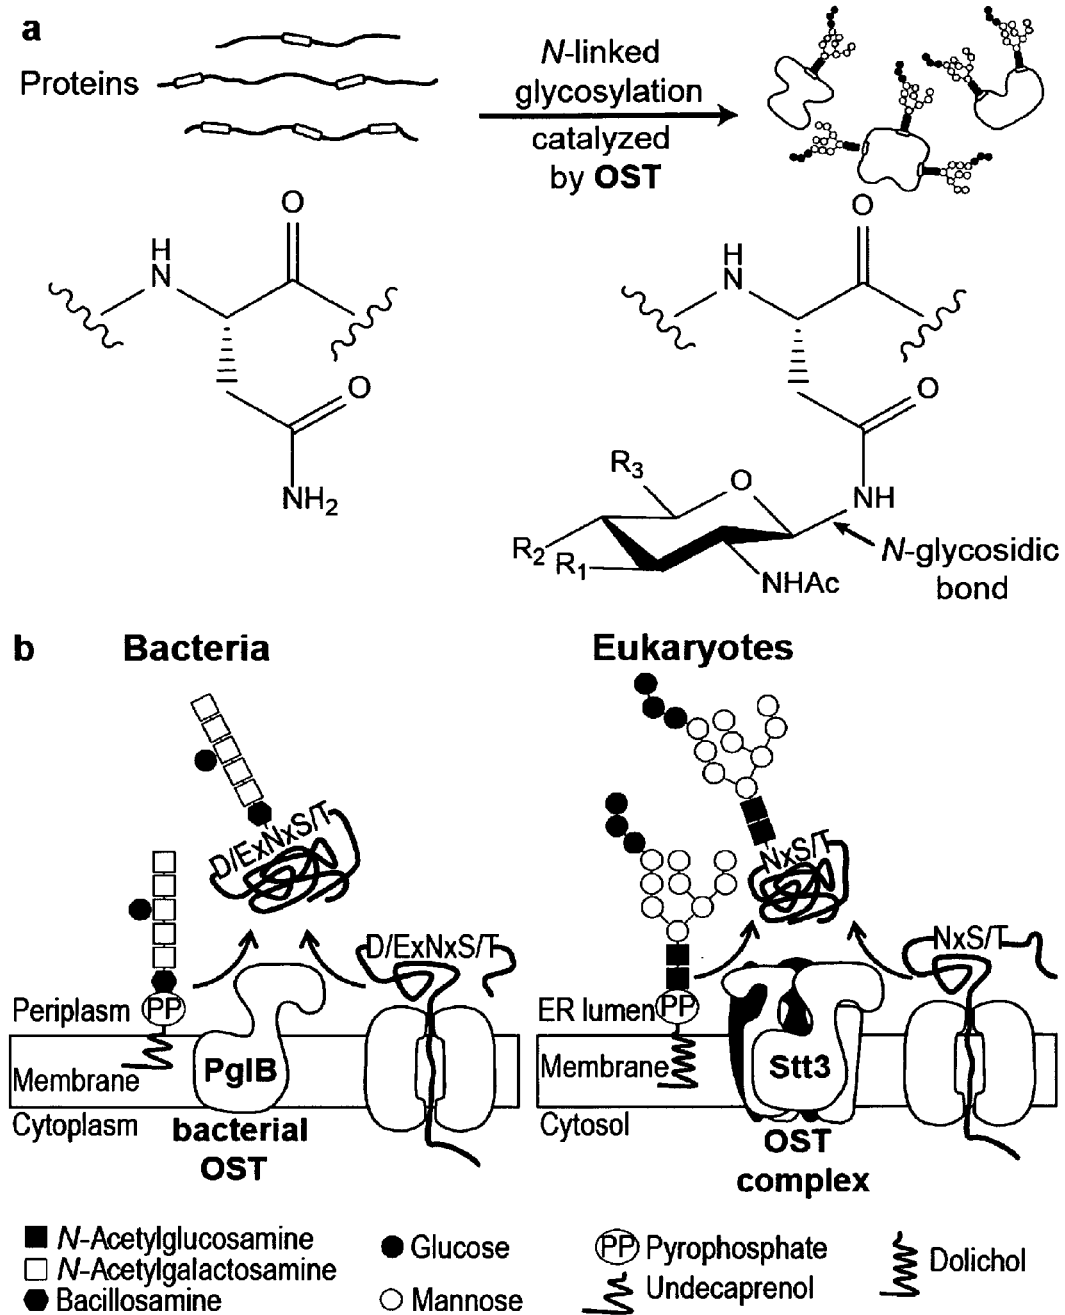 a
Proteins
N-linked
glycosylation
catalyzed
by OST
O
H
N
O
NH2
O
H
N
O
NH
R3
O
R2
R1
NHAc
N-glycosidic
bond
b
Bacteria
Eukaryotes
D/ExNxS/T
NxS/T
D/ExNxS/T
NxS/T
Periplasm
PP
ER lumen
PP
Membrane
PglB
Membrane
Stt3
Cytoplasm
bacterial
OST
Cytosol
OST
complex
N-Acetylglucosamine
N-Acetylgalactosamine
Bacillosamine
Glucose
Mannose
PP Pyrophosphate
Undecaprenol
Dolichol